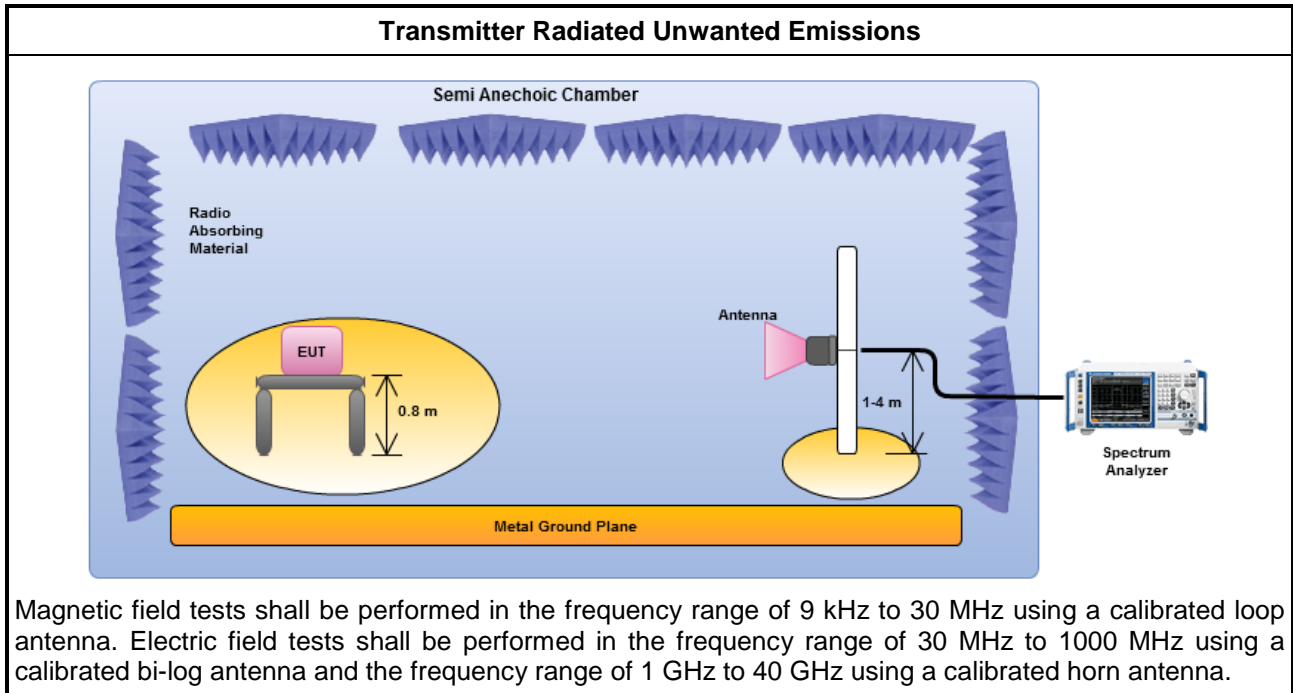 Transmitter Radiated Unwanted Emissions
Semi Anechoic Chamber
Radio
Absorbing
Material
Antenna
EUT
0.8 m
1-4 m
Spectrum
Analyzer
Metal Ground Plane
Magnetic field tests shall be performed in the frequency range of 9 kHz to 30 MHz using a calibrated loop
antenna. Electric field tests shall be performed in the frequency range of 30 MHz to 1000 MHz using a
calibrated bi-log antenna and the frequency range of 1 GHz to 40 GHz using a calibrated horn antenna.